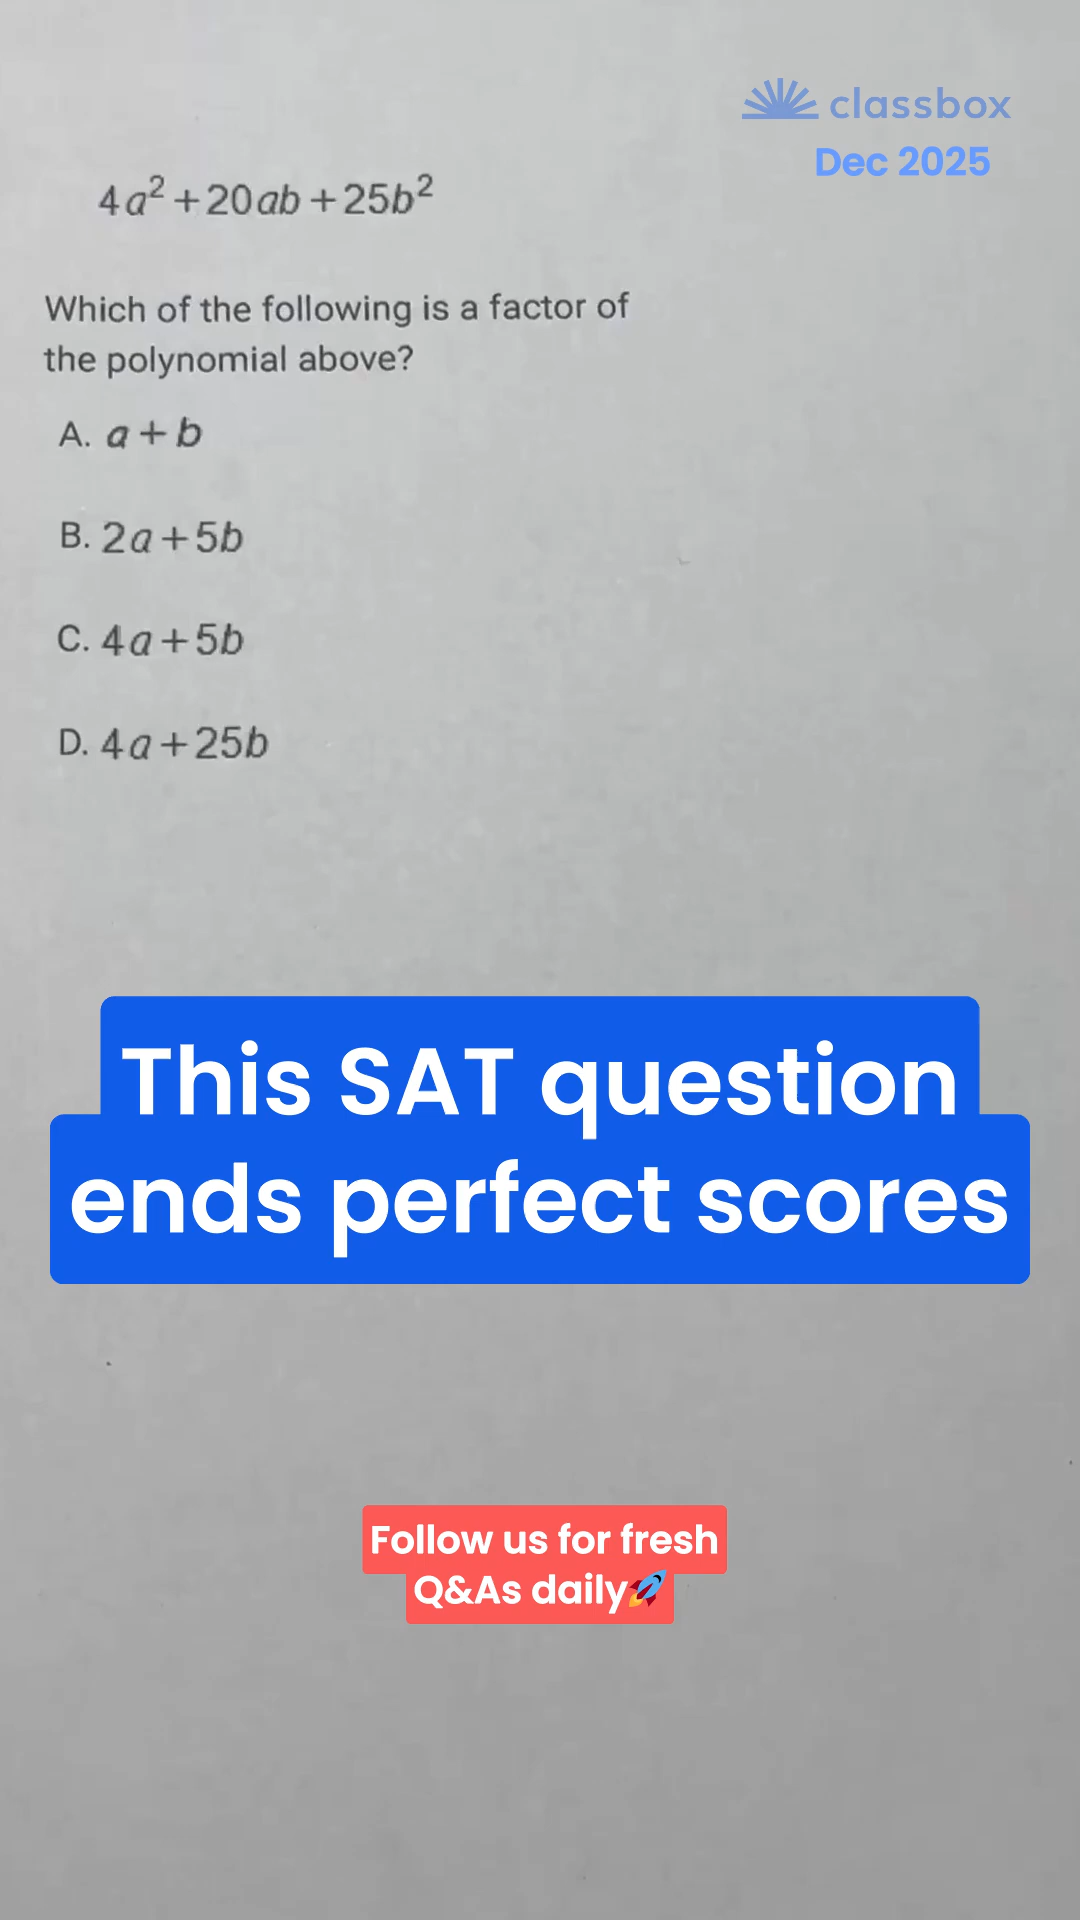 classbox
Dec 2025
4a² + 20ab + 25b²
Which of the following is a factor of
the polynomial above?
A. a + b
B. 2a + 5b
C. 4a + 5b
D. 4a + 25b
This SAT question
ends perfect scores
Follow us for fresh
Q&As daily🚀